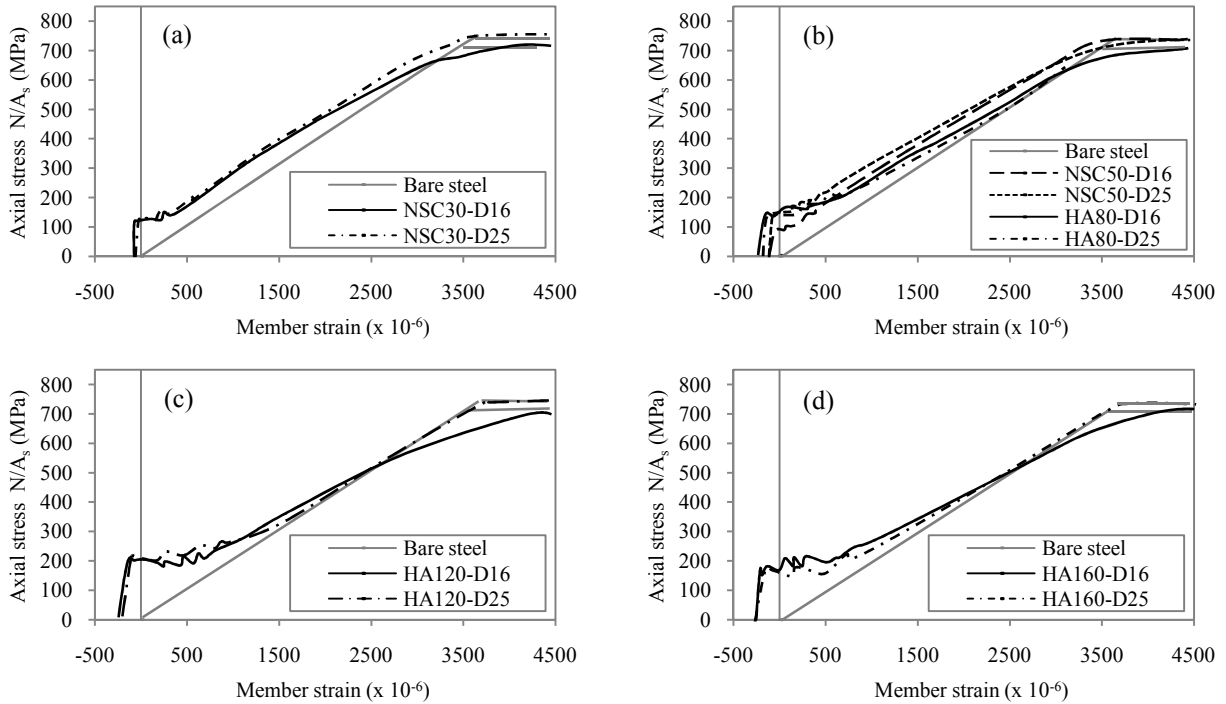 (a)
Axial stress N/As (MPa)
800
700
600
500
400
300
200
100
0
Bare steel
NSC30-D16
NSC30-D25
-500 500 1500 2500 3500 4500
Member strain (x 10-6)
(b)
Axial stress N/As (MPa)
800
700
600
500
400
300
200
100
0
Bare steel
NSC50-D16
NSC50-D25
HA80-D16
HA80-D25
-500 500 1500 2500 3500 4500
Member strain (x 10-6)
(c)
Axial stress N/As (MPa)
800
700
600
500
400
300
200
100
0
Bare steel
HA120-D16
HA120-D25
-500 500 1500 2500 3500 4500
Member strain (x 10-6)
(d)
Axial stress N/As (MPa)
800
700
600
500
400
300
200
100
0
Bare steel
HA160-D16
HA160-D25
-500 500 1500 2500 3500 4500
Member strain (x 10-6)